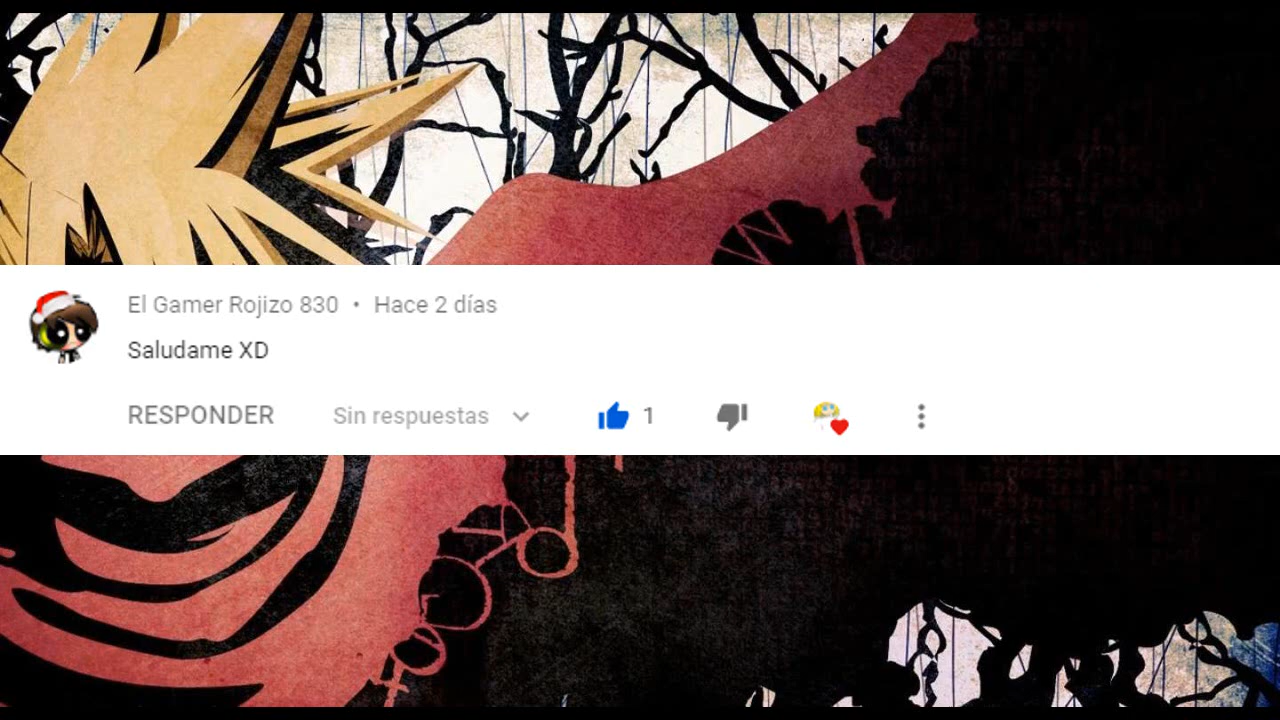 El Gamer Rojizo 830 • Hace 2 días
Saludame XD
RESPONDER Sin respuestas 1